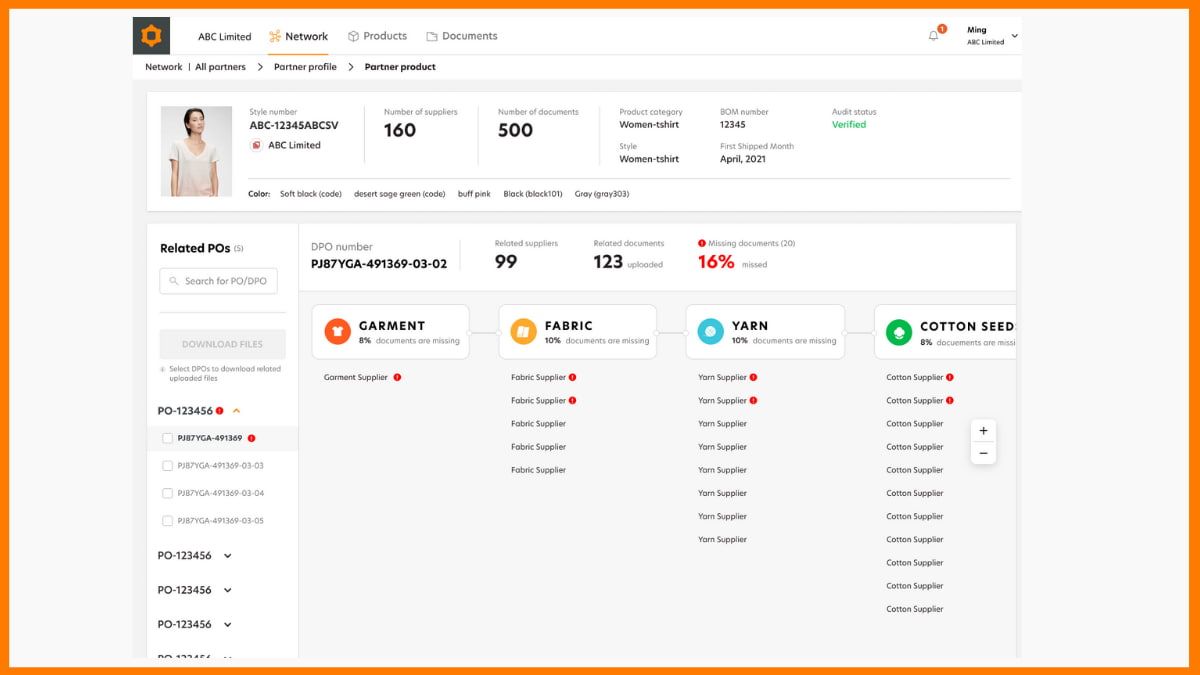 ABC Limited
Network
Products
Documents
1
Ming
ABC Limited
Network | All partners > Partner profile > Partner product
Style number
ABC-12345ABCSV
ABC Limited
Number of suppliers
160
Number of documents
500
Product category
Women-tshirt
Style
Women-tshirt
BOM number
12345
First Shipped Month
April, 2021
Audit status
Verified
Color: Soft black (code) desert sage green (code) buff pink Black (black101) Gray (gray303)
Related POs (5)
Search for PO/DPO
DOWNLOAD FILES
Select DPOs to download related
uploaded files
PO-123456
PJ87YGA-491369
PJ87YGA-491369-03-03
PJ87YGA-491369-03-04
PJ87YGA-491369-03-05
PO-123456
PO-123456
PO-123456
DPO number
PJ87YGA-491369-03-02
Related suppliers
99
Related documents
123 uploaded
Missing documents (20)
16% missed
GARMENT
8% documents are missing
Garment Supplier
FABRIC
10% documents are missing
Fabric Supplier
Fabric Supplier
Fabric Supplier
Fabric Supplier
Fabric Supplier
YARN
10% documents are missing
Yarn Supplier
Yarn Supplier
Yarn Supplier
Yarn Supplier
Yarn Supplier
Yarn Supplier
Yarn Supplier
Yarn Supplier
COTTON SEED
8% docuements are missi
Cotton Supplier
Cotton Supplier
Cotton Supplier
Cotton Supplier
Cotton Supplier
Cotton Supplier
Cotton Supplier
Cotton Supplier
Cotton Supplier
Cotton Supplier
Cotton Supplier
+
−